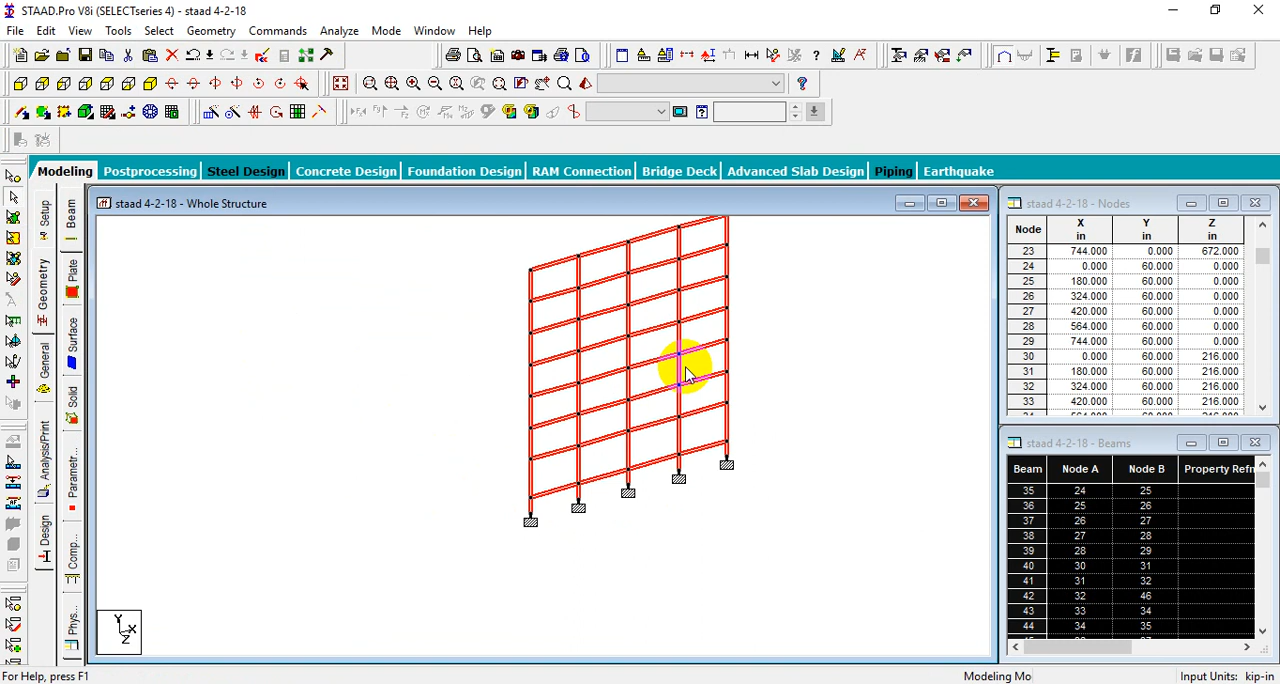 STAAD.Pro V8i (SELECTseries 4) - staad 4-2-18
File Edit View Tools Select Geometry Commands Analyze Mode Window Help
Modeling Postprocessing Steel Design Concrete Design Foundation Design RAM Connection Bridge Deck Advanced Slab Design Piping Earthquake
Setup
Geometry
General
Analysis/Print
Design
Beam
Plate
Surface
Solid
Parametr...
Comp...
Phys...
staad 4-2-18 - Whole Structure
Y
X
Z
staad 4-2-18 - Nodes
Node X in Y in Z in
23 744.000 0.000 672.000
24 0.000 60.000 0.000
25 180.000 60.000 0.000
26 324.000 60.000 0.000
27 420.000 60.000 0.000
28 564.000 60.000 0.000
29 744.000 60.000 0.000
30 0.000 60.000 216.000
31 180.000 60.000 216.000
32 324.000 60.000 216.000
33 420.000 60.000 216.000
staad 4-2-18 - Beams
Beam Node A Node B Property Refn
35 24 25
36 25 26
37 26 27
38 27 28
39 28 29
40 30 31
41 31 32
42 32 46
43 33 34
44 34 35
For Help, press F1
Modeling Mo
Input Units: kip-in